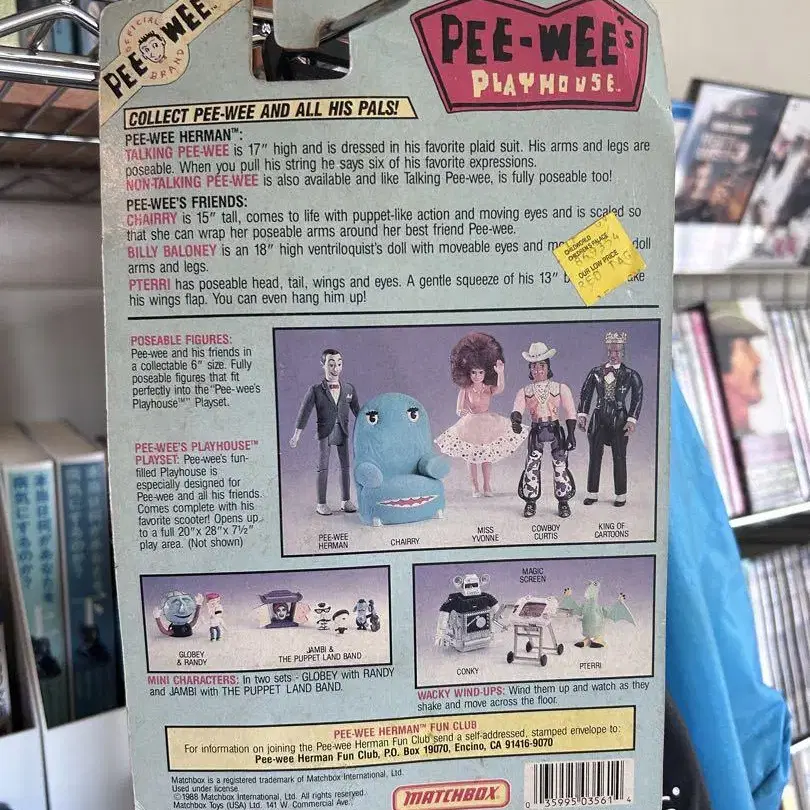 OFFICIAL
PEE WEE
BRAND
PEE-WEE's
PLAYHOUSE™
COLLECT PEE-WEE AND ALL HIS PALS!
PEE-WEE HERMAN™:
TALKING PEE-WEE is 17" high and is dressed in his favorite plaid suit. His arms and legs are
poseable. When you pull his string he says six of his favorite expressions.
NON-TALKING PEE-WEE is also available and like Talking Pee-wee, is fully poseable too!
PEE-WEE'S FRIENDS:
CHAIRRY is 15" tall, comes to life with puppet-like action and moving eyes and is scaled so
that she can wrap her poseable arms around her best friend Pee-wee.
BILLY BALONEY is an 18" high ventriloquist's doll with moveable eyes and doll
arms and legs.
PTERRI has poseable head, tail, wings and eyes. A gentle squeeze of his 13"
his wings flap. You can even hang him up!
CHILDWORLD
CHILDREN'S PALACE
OUR LOW PRICE
RED TAG
POSEABLE FIGURES:
Pee-wee and his friends in
a collectable 6" size. Fully
poseable figures that fit
perfectly into the "Pee-wee's
Playhouse™" Playset.
PEE-WEE'S PLAYHOUSE™
PLAYSET: Pee-wee's fun-
filled Playhouse is
especially designed for
Pee-wee and all his friends.
Comes complete with his
favorite scooter! Opens up
to a full 20" x 28" x 7½"
play area. (Not shown)
PEE-WEE
HERMAN
CHAIRRY
MISS
YVONNE
COWBOY
CURTIS
KING OF
CARTOONS
GLOBEY
& RANDY
JAMBI &
THE PUPPET LAND BAND
MINI CHARACTERS: In two sets - GLOBEY with RANDY
and JAMBI with THE PUPPET LAND BAND.
MAGIC
SCREEN
CONKY
PTERRI
WACKY WIND-UPS: Wind them up and watch as they
shake and move across the floor.
PEE-WEE HERMAN™ FUN CLUB
For information on joining the Pee-wee Herman Fun Club send a self-addressed, stamped envelope to:
Pee-wee Herman Fun Club, P.O. Box 19070, Encino, CA 91416-9070
Matchbox is a registered trademark of Matchbox International, Ltd.
Used under license.
©1988 Matchbox International, Ltd. All rights reserved.
Matchbox Toys (USA) Ltd. 141 W. Commercial Ave.
MATCHBOX
0 35995 03561 4